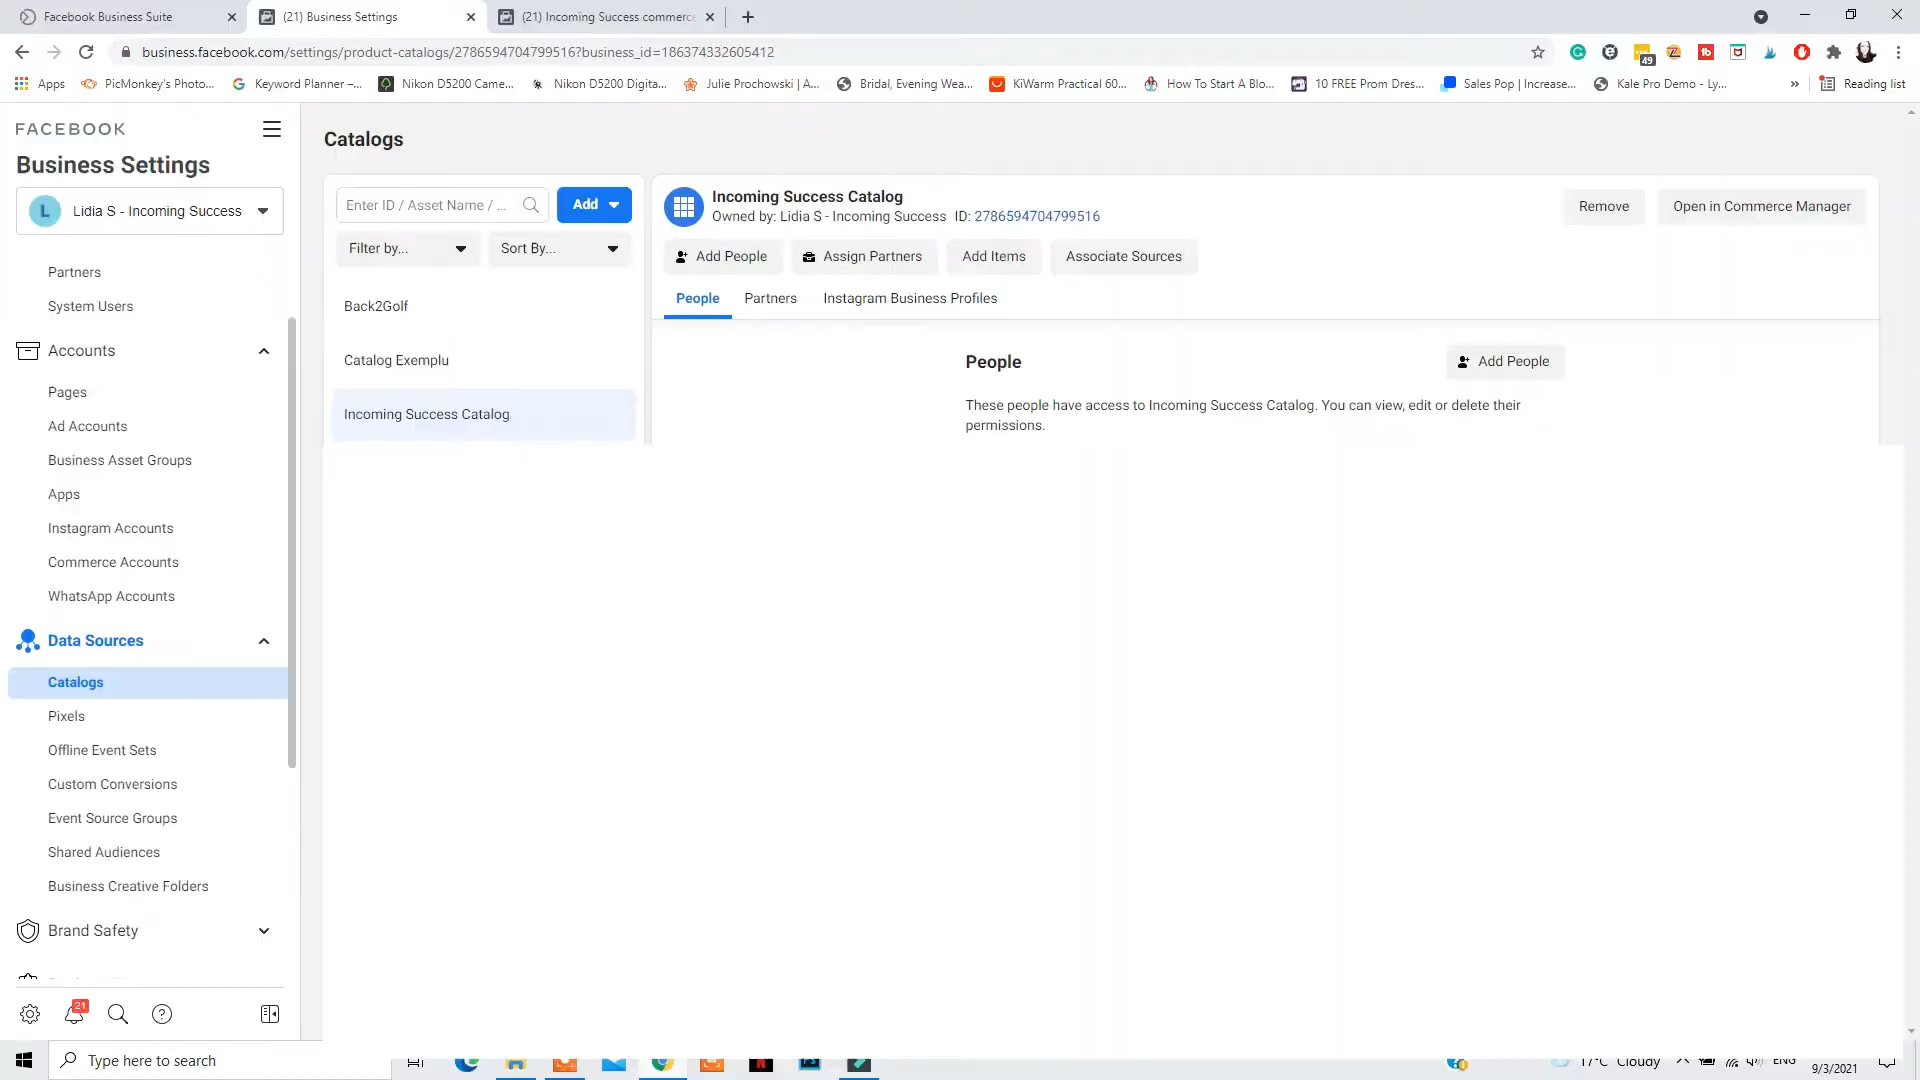 Facebook Business Suite
(21) Business Settings
(21) Incoming Success commerc
business.facebook.com/settings/product-catalogs/2786594704799516?business_id=186374332605412
49
Apps
PicMonkey's Photo...
Keyword Planner –...
Nikon D5200 Came...
Nikon D5200 Digita...
Julie Prochowski | A...
Bridal, Evening Wea...
KiWarm Practical 60...
How To Start A Blo...
10 FREE Prom Dres...
Sales Pop | Increase...
Kale Pro Demo - Ly...
»
Reading list
FACEBOOK
Business Settings
L
Lidia S - Incoming Success
Partners
System Users
Accounts
Pages
Ad Accounts
Business Asset Groups
Apps
Instagram Accounts
Commerce Accounts
WhatsApp Accounts
Data Sources
Catalogs
Pixels
Offline Event Sets
Custom Conversions
Event Source Groups
Shared Audiences
Business Creative Folders
Brand Safety
21
Catalogs
Enter ID / Asset Name / ...
Add
Filter by...
Sort By...
Back2Golf
Catalog Exemplu
Incoming Success Catalog
Incoming Success Catalog
Owned by: Lidia S - Incoming Success ID: 2786594704799516
Remove
Open in Commerce Manager
Add People
Assign Partners
Add Items
Associate Sources
People
Partners
Instagram Business Profiles
People
Add People
These people have access to Incoming Success Catalog. You can view, edit or delete their
permissions.
Type here to search
17°C Cloudy
ENG
9/3/2021